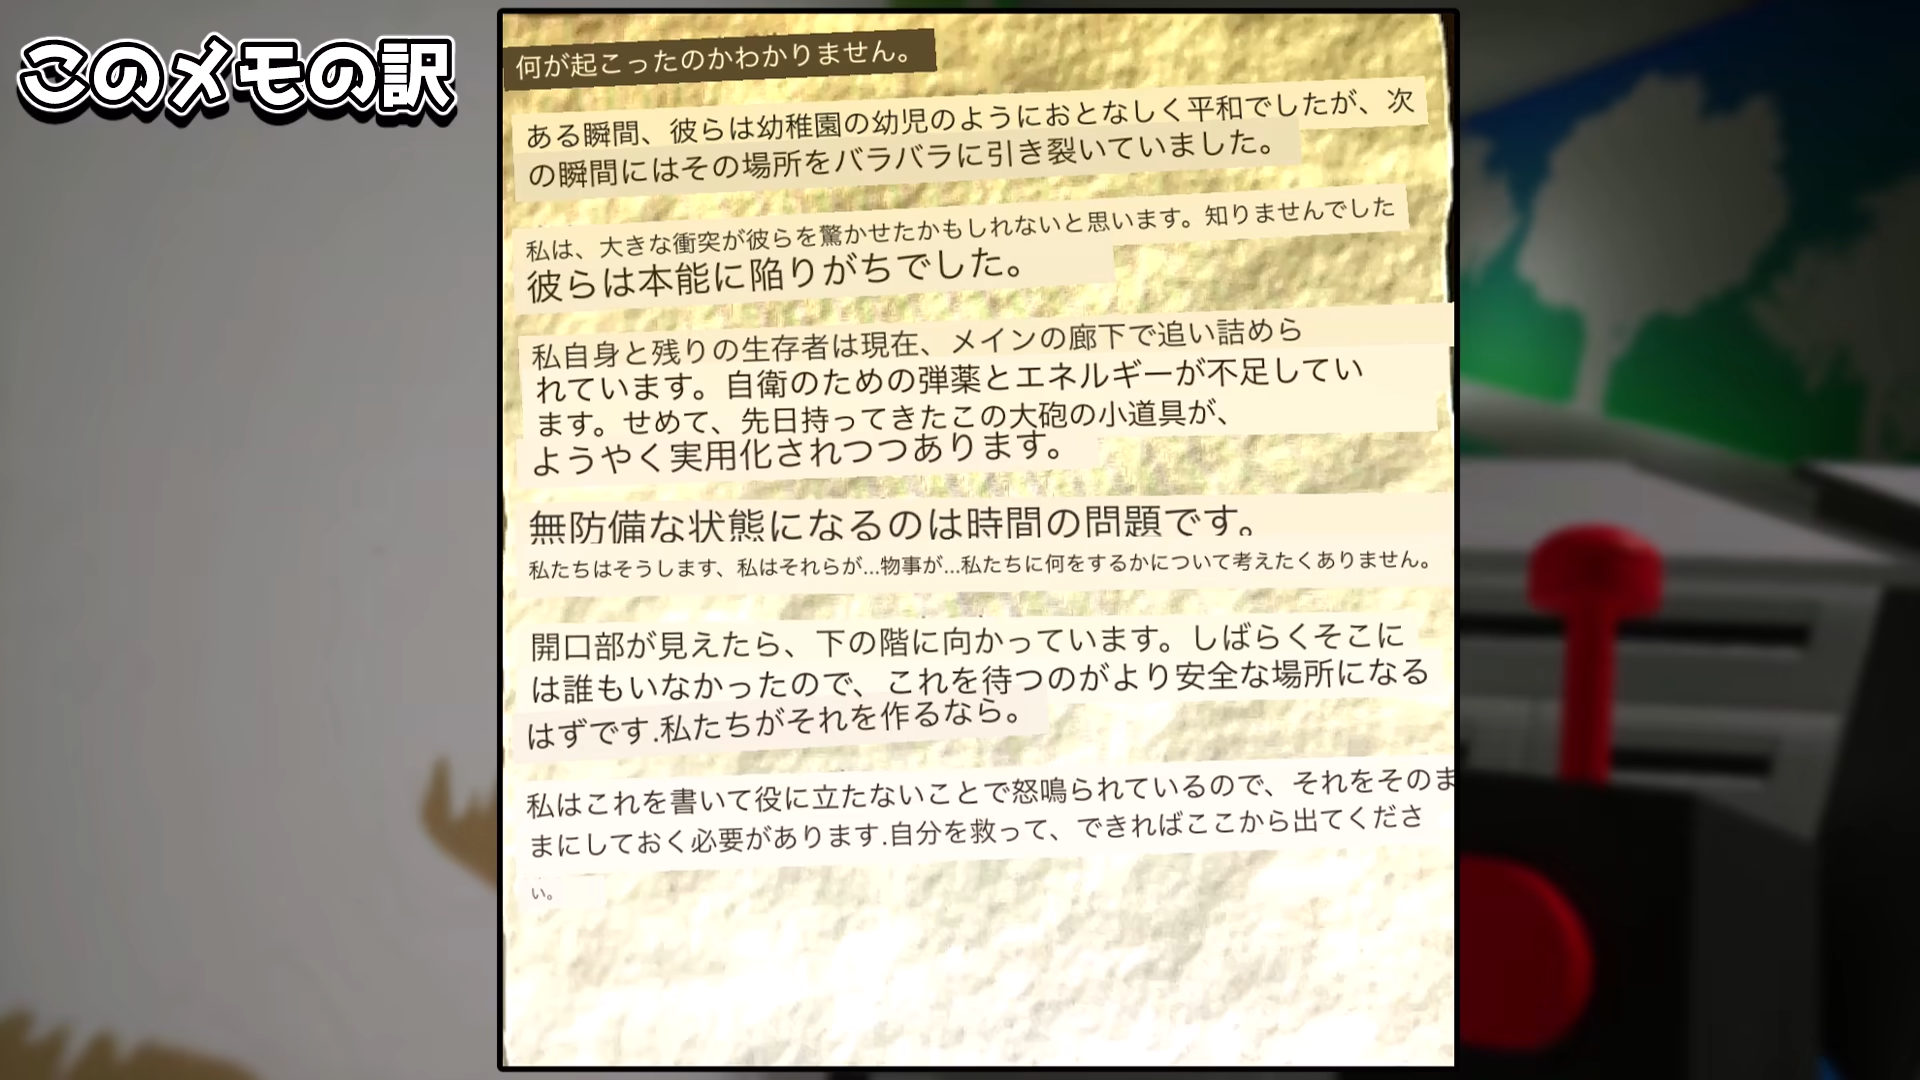 このメモの訳
何が起こったのかわかりません。
ある瞬間、彼らは幼稚園の幼児のようにおとなしく平和でしたが、次
の瞬間にはその場所をバラバラに引き裂いていました。
私は、大きな衝突が彼らを驚かせたかもしれないと思います。知りませんでした
彼らは本能に陥りがちでした。
私自身と残りの生存者は現在、メインの廊下で追い詰めら
れています。自衛のための弾薬とエネルギーが不足してい
ます。せめて、先日持ってきたこの大砲の小道具が、
ようやく実用化されつつあります。
無防備な状態になるのは時間の問題です。
私たちはそうします、私はそれらが...物事が...私たちに何をするかについて考えたくありません。
開口部が見えたら、下の階に向かっています。しばらくそこに
は誰もいなかったので、これを待つのがより安全な場所になる
はずです.私たちがそれを作るなら。
私はこれを書いて役に立たないことで怒鳴られているので、それをそのま
まにしておく必要があります.自分を救って、できればここから出てくださ
い。